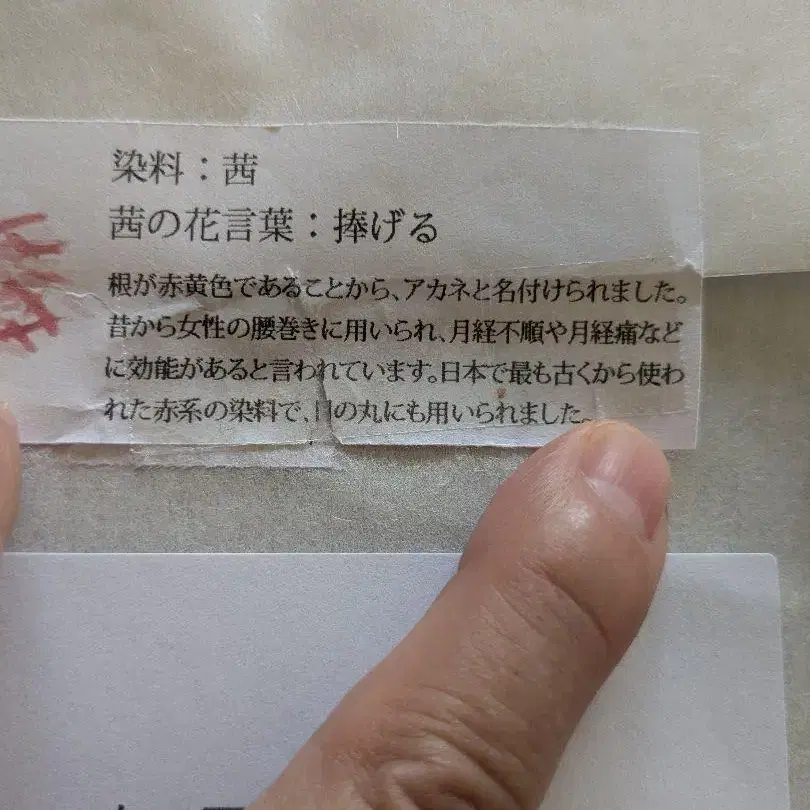 染料：茜
茜の花言葉：捧げる
根が赤黄色であることから、アカネと名付けられました。
昔から女性の腰巻きに用いられ、月経不順や月経痛など
に効能があると言われています。日本で最も古くから使わ
れた赤系の染料で、日の丸にも用いられました。